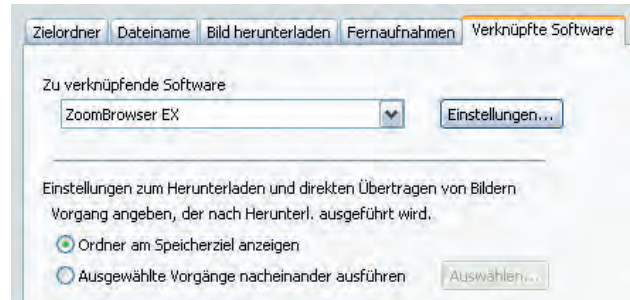 Zielordner Dateiname Bild herunterladen Fernaufnahmen Verknüpfte Software
Zu verknüpfende Software
ZoomBrowser EX Einstellungen...
Einstellungen zum Herunterladen und direkten Übertragen von Bildern
Vorgang angeben, der nach Herunterl. ausgeführt wird.
Ordner am Speicherziel anzeigen
Ausgewählte Vorgänge nacheinander ausführen Auswählen...